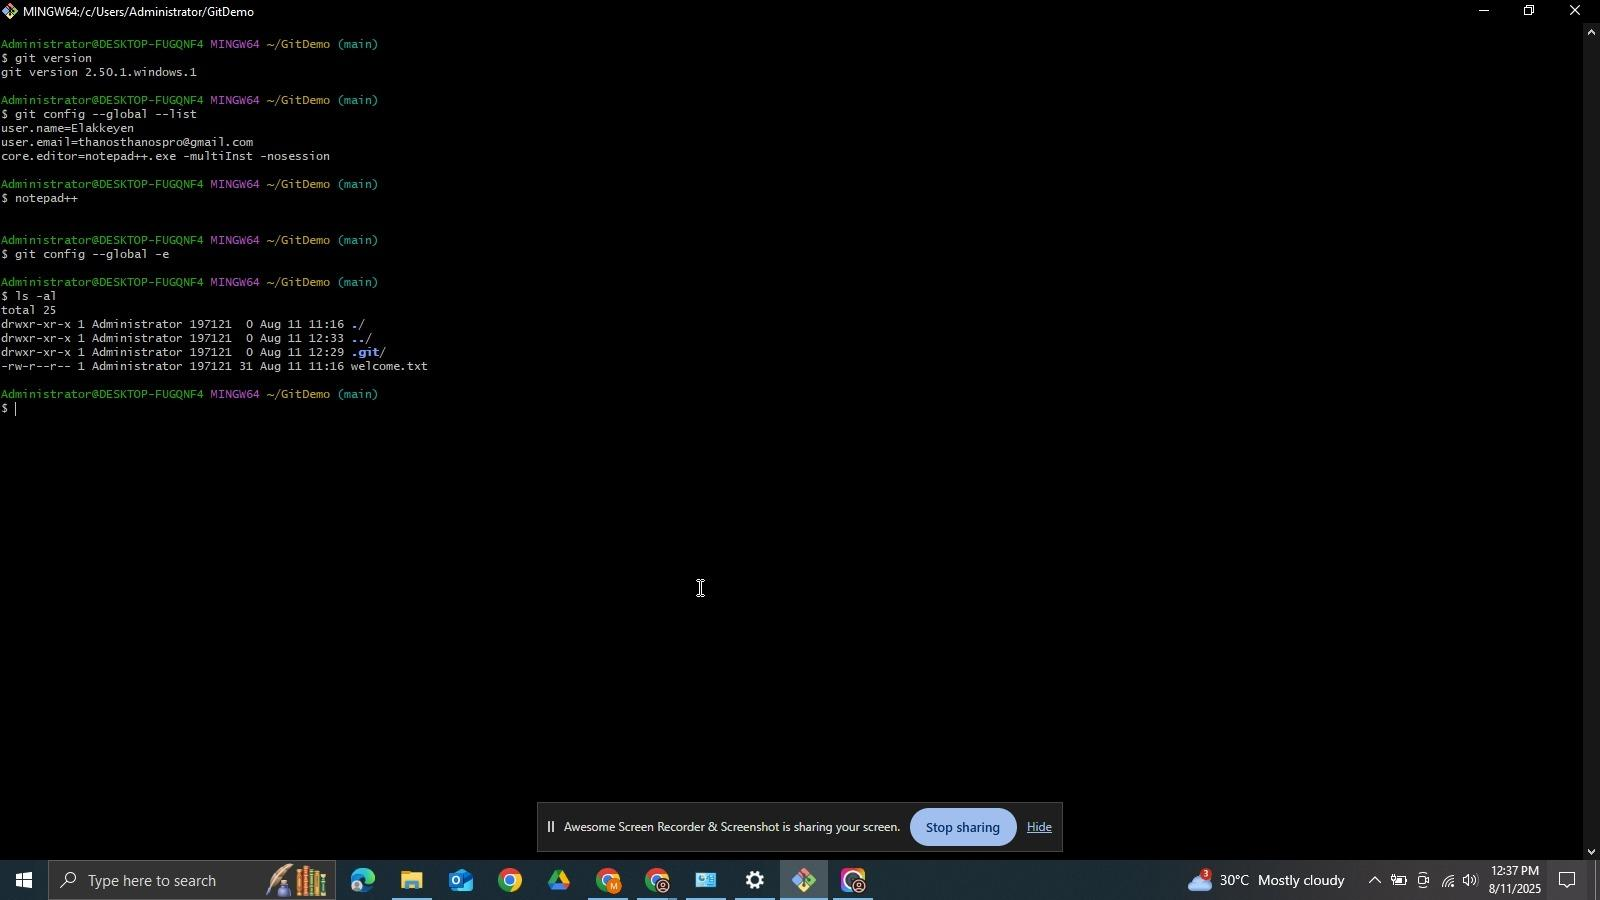 MINGW64:/c/Users/Administrator/GitDemo
Administrator@DESKTOP-FUGQNF4 MINGW64 ~/GitDemo (main)
$ git version
git version 2.50.1.windows.1
Administrator@DESKTOP-FUGQNF4 MINGW64 ~/GitDemo (main)
$ git config --global --list
user.name=Elakkeyen
user.email=thanosthanospro@gmail.com
core.editor=notepad++.exe -multiInst -nosession
Administrator@DESKTOP-FUGQNF4 MINGW64 ~/GitDemo (main)
$ notepad++
Administrator@DESKTOP-FUGQNF4 MINGW64 ~/GitDemo (main)
$ git config --global -e
Administrator@DESKTOP-FUGQNF4 MINGW64 ~/GitDemo (main)
$ ls -al
total 25
drwxr-xr-x 1 Administrator 197121  0 Aug 11 11:16 ./
drwxr-xr-x 1 Administrator 197121  0 Aug 11 12:33 ../
drwxr-xr-x 1 Administrator 197121  0 Aug 11 12:29 .git/
-rw-r--r-- 1 Administrator 197121 31 Aug 11 11:16 welcome.txt
Administrator@DESKTOP-FUGQNF4 MINGW64 ~/GitDemo (main)
$
Awesome Screen Recorder & Screenshot is sharing your screen. Stop sharing Hide
Type here to search
M
3
30°C Mostly cloudy
12:37 PM
8/11/2025